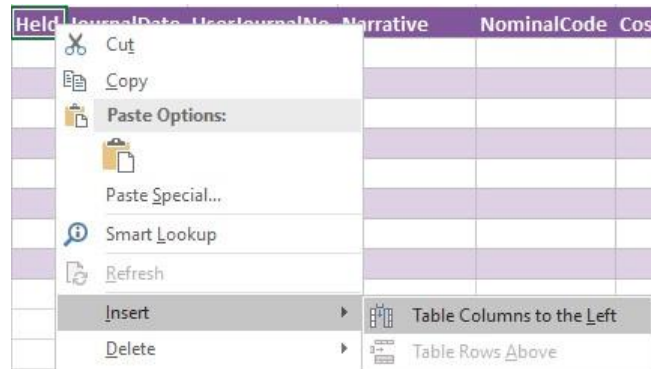 Held JournalDate UserJournalNo Narrative NominalCode Cos
Cut
Copy
Paste Options:
Paste Special...
Smart Lookup
Refresh
Insert
Table Columns to the Left
Delete
Table Rows Above